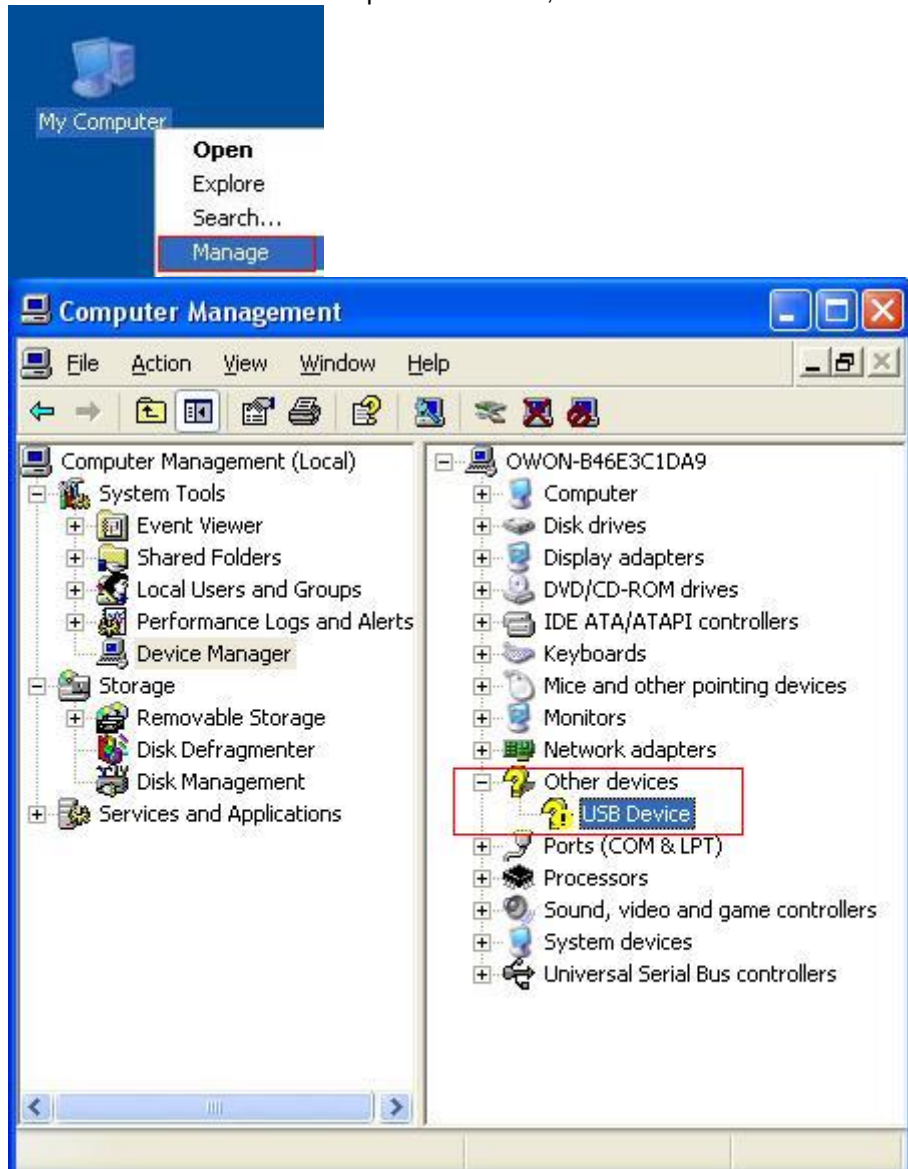 My Computer
Open
Explore
Search...
Manage
Computer Management
File Action View Window Help
Computer Management (Local)
System Tools
Event Viewer
Shared Folders
Local Users and Groups
Performance Logs and Alerts
Device Manager
Storage
Removable Storage
Disk Defragmenter
Disk Management
Services and Applications
OWON-B46E3C1DA9
Computer
Disk drives
Display adapters
DVD/CD-ROM drives
IDE ATA/ATAPI controllers
Keyboards
Mice and other pointing devices
Monitors
Network adapters
Other devices
USB Device
Ports (COM & LPT)
Processors
Sound, video and game controllers
System devices
Universal Serial Bus controllers